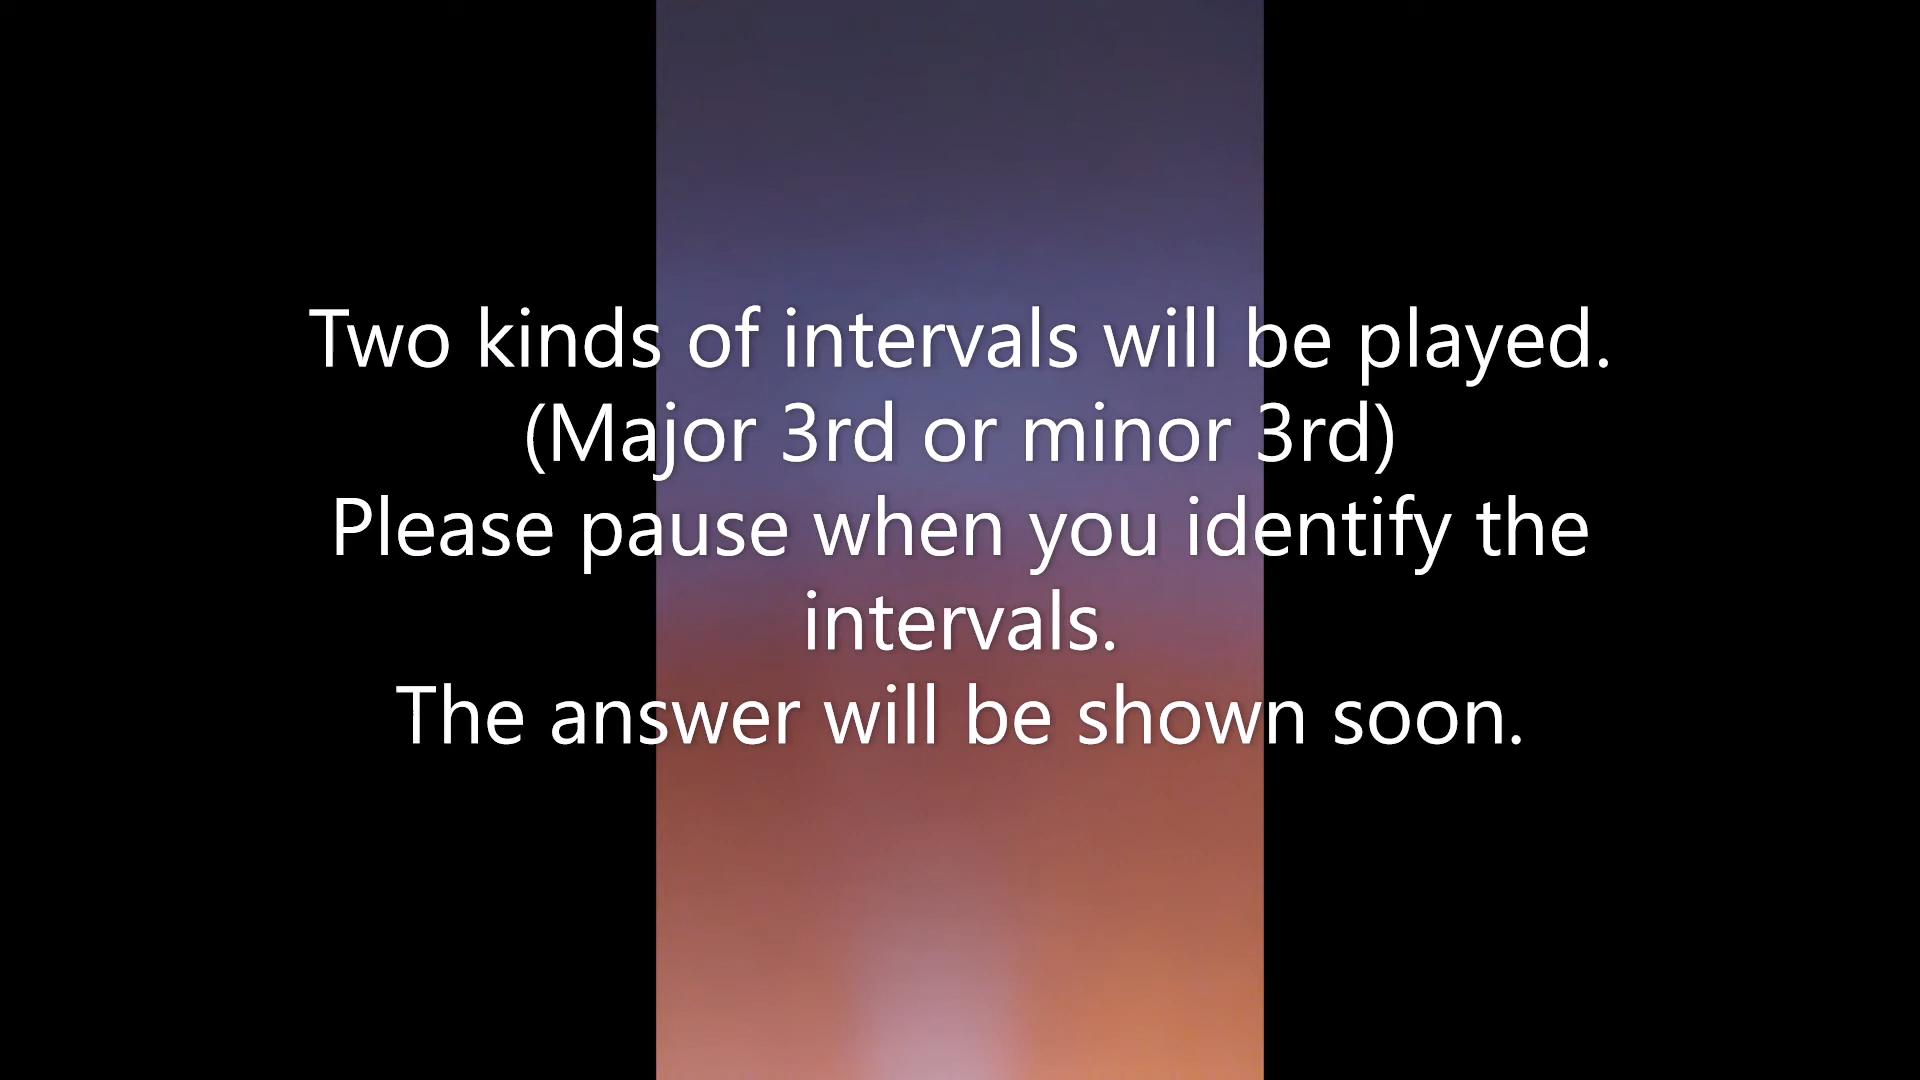 Two kinds of intervals will be played.
(Major 3rd or minor 3rd)
Please pause when you identify the
intervals.
The answer will be shown soon.